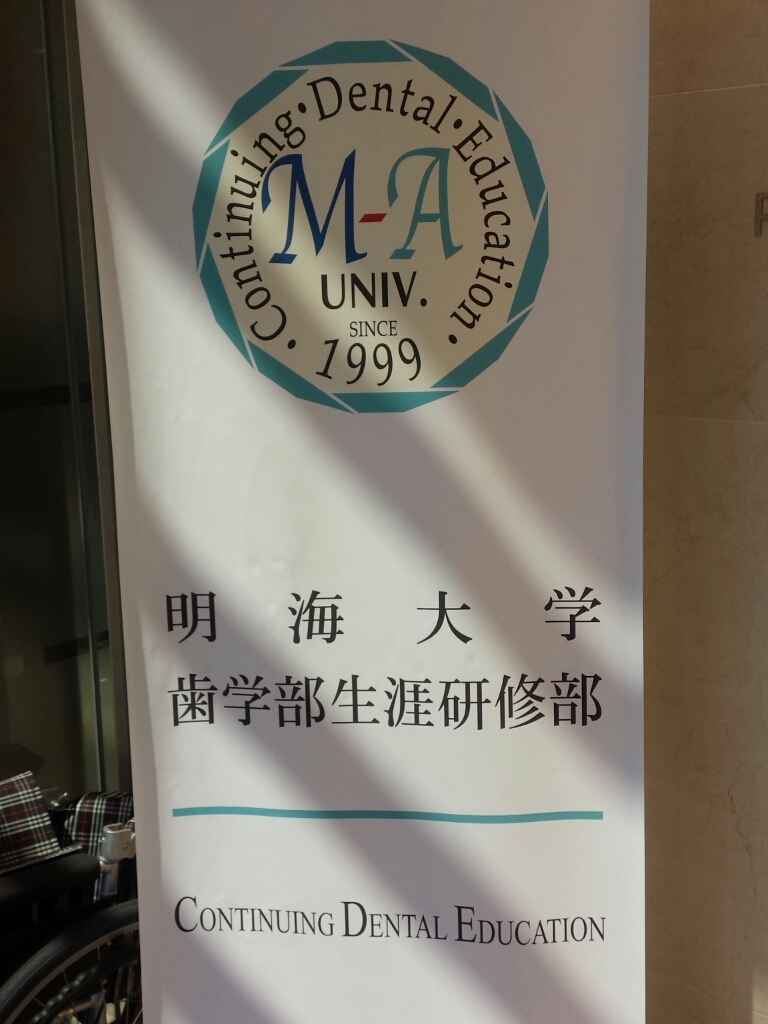 • Continuing • Dental • Education •
M-A
UNIV.
SINCE
1999
明海大学
歯学部生涯研修部
CONTINUING DENTAL EDUCATION